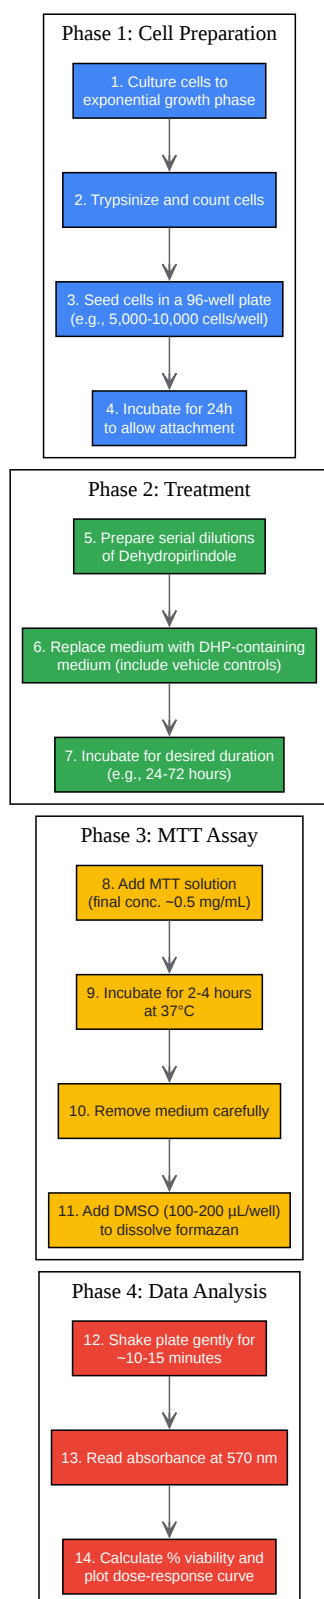 Phase 1: Cell Preparation
1. Culture cells to
exponential growth phase
2. Trypsinize and count cells
3. Seed cells in a 96-well plate
(e.g., 5,000-10,000 cells/well)
4. Incubate for 24h
to allow attachment
Phase 2: Treatment
5. Prepare serial dilutions
of Dehydropirlindole
6. Replace medium with DHP-containing
medium (include vehicle controls)
7. Incubate for desired duration
(e.g., 24-72 hours)
Phase 3: MTT Assay
8. Add MTT solution
(final conc. ~0.5 mg/mL)
9. Incubate for 2-4 hours
at 37°C
10. Remove medium carefully
11. Add DMSO (100-200 µL/well)
to dissolve formazan
Phase 4: Data Analysis
12. Shake plate gently for
~10-15 minutes
13. Read absorbance at 570 nm
14. Calculate % viability and
plot dose-response curve